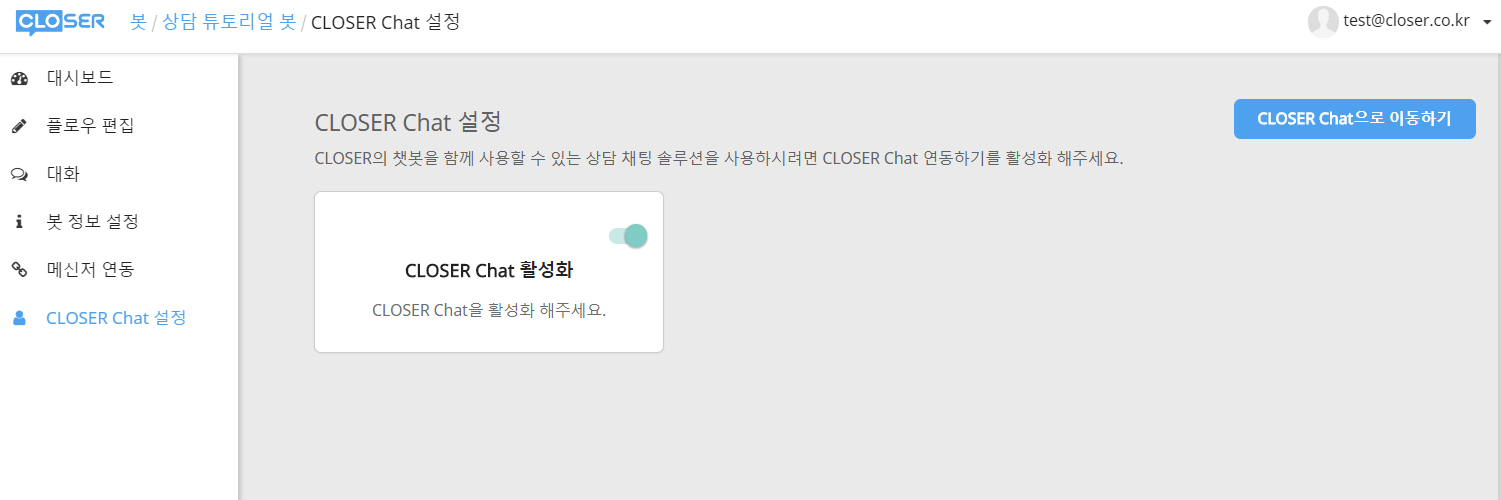 CLOSER 봇 / 상담 튜토리얼 봇 / CLOSER Chat 설정 test@closer.co.kr
대시보드
플로우 편집
대화
봇 정보 설정
메신저 연동
CLOSER Chat 설정
CLOSER Chat 설정
CLOSER Chat으로 이동하기
CLOSER의 챗봇을 함께 사용할 수 있는 상담 채팅 솔루션을 사용하시려면 CLOSER Chat 연동하기를 활성화 해주세요.
CLOSER Chat 활성화
CLOSER Chat을 활성화 해주세요.